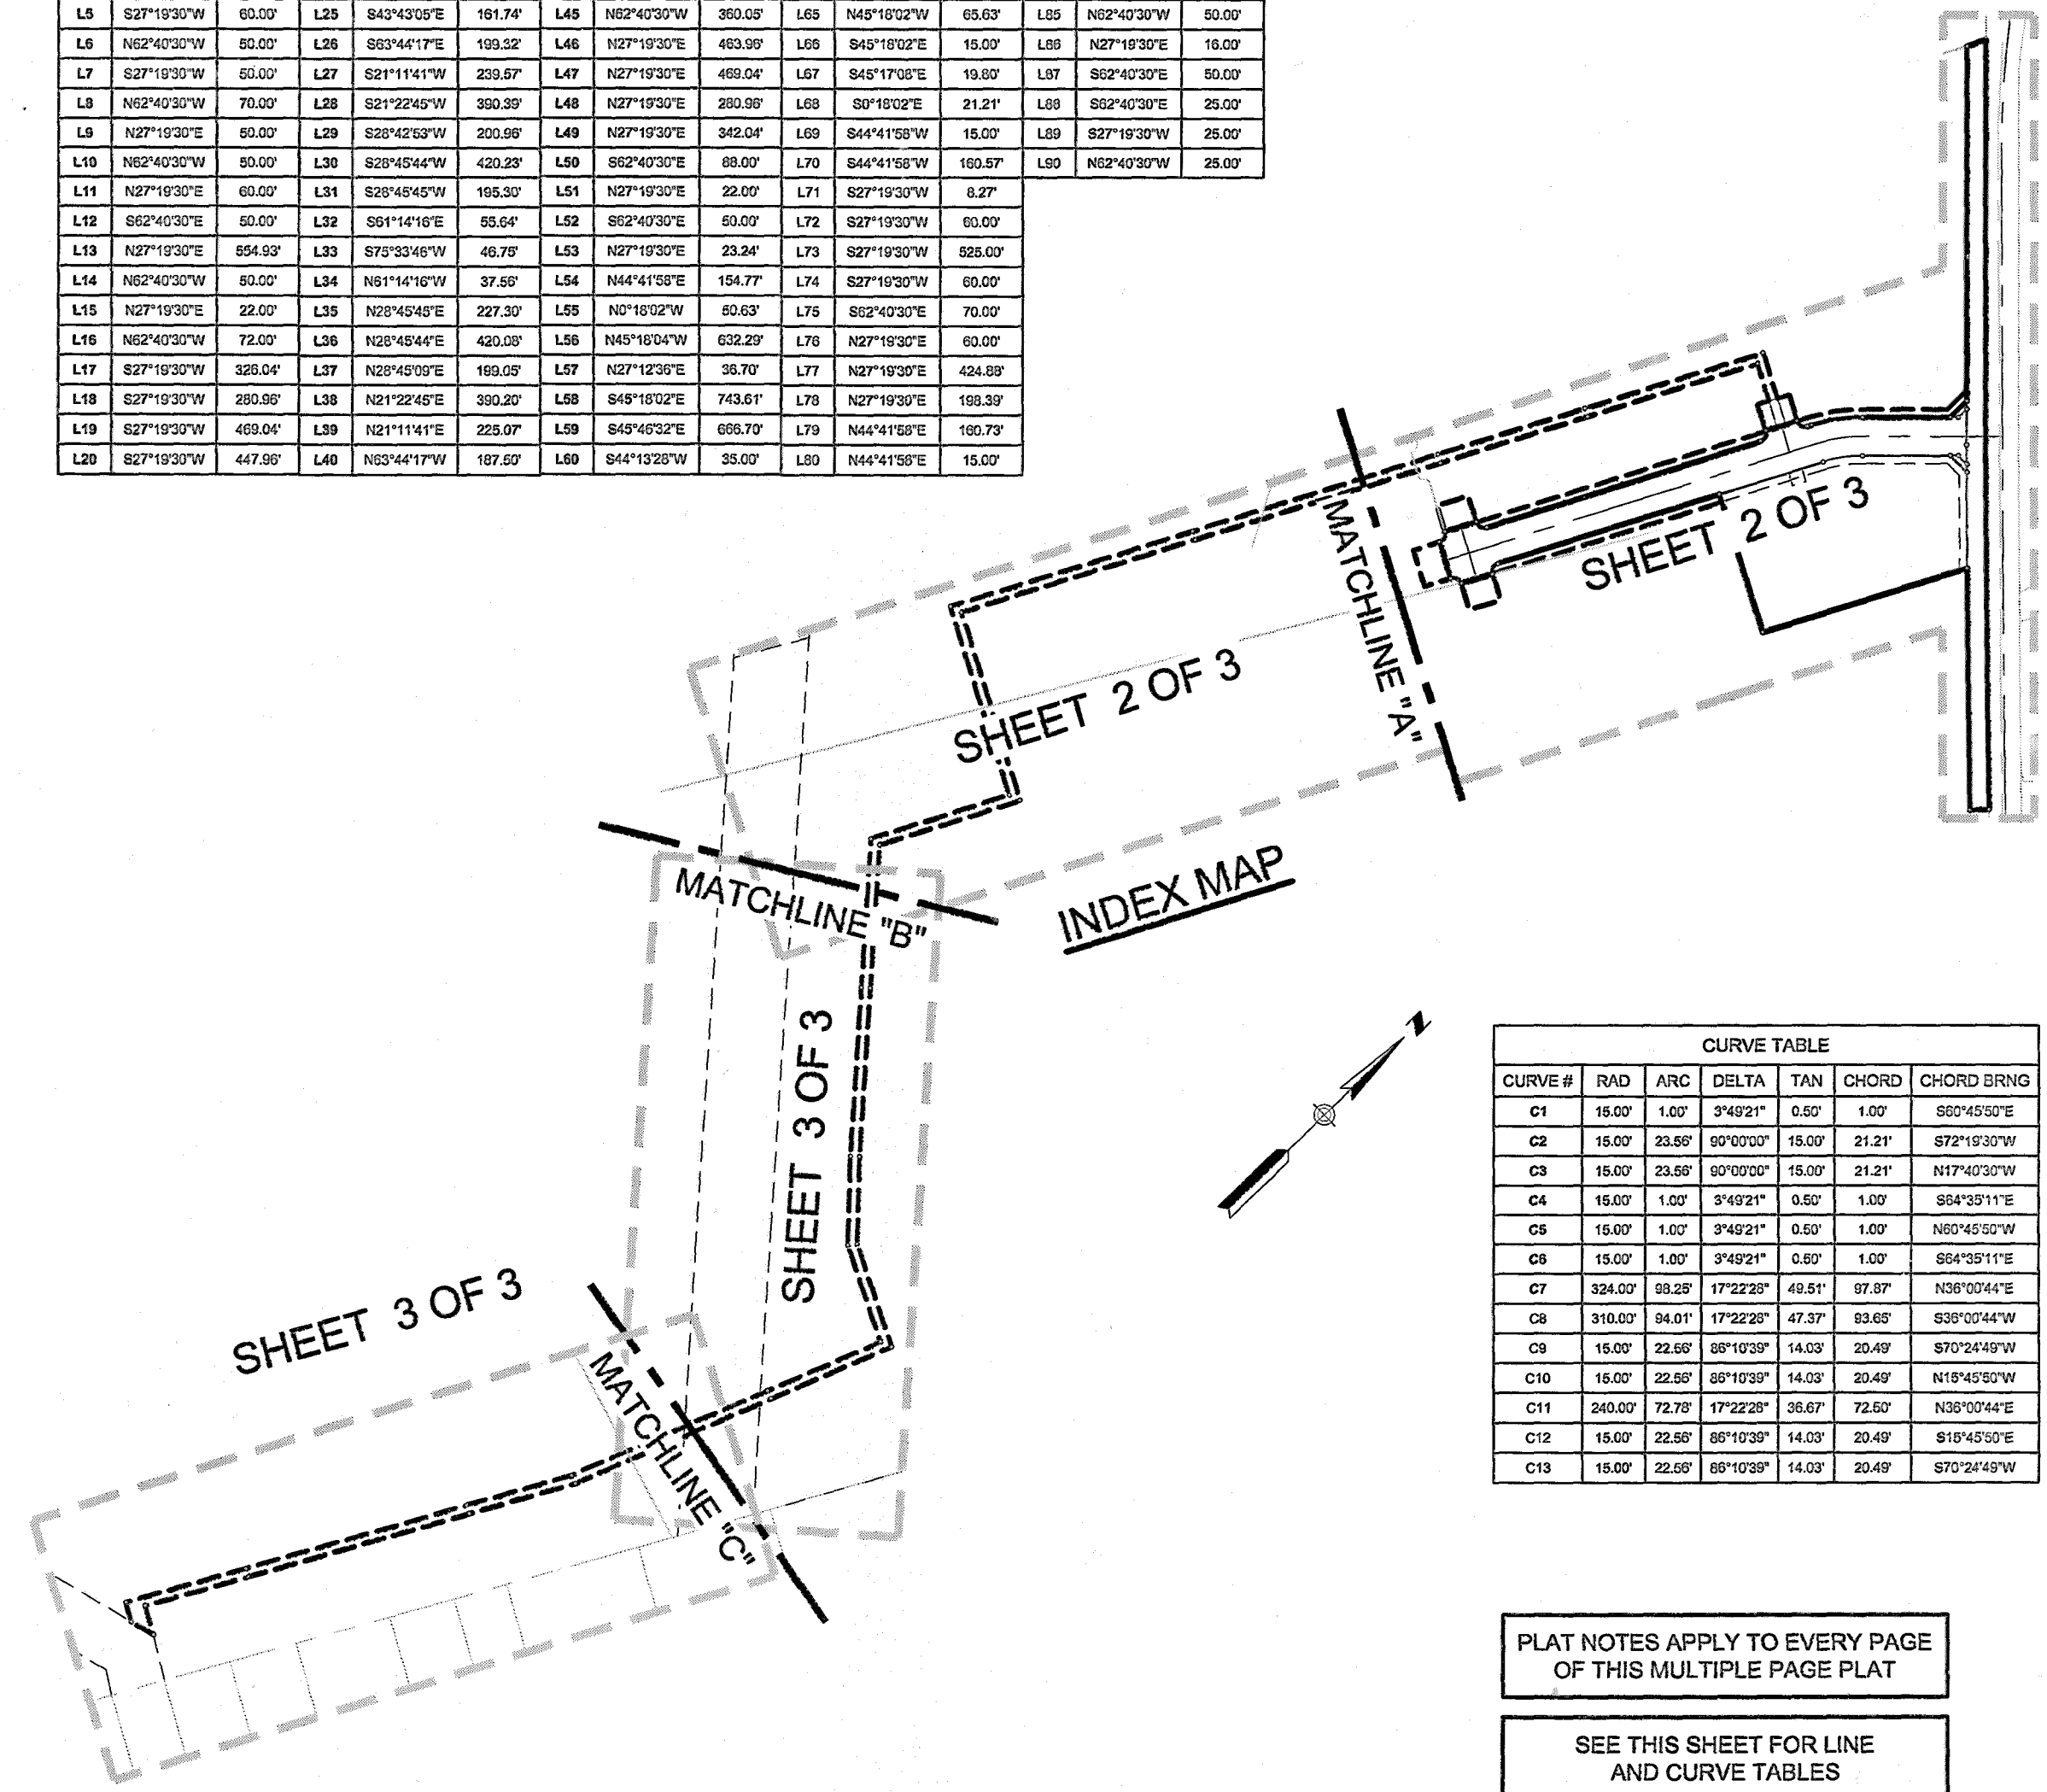 L5 S27°19'30"W 60.00' L25 S43°43'05"E 161.74' L45 N62°40'30"W 360.05' L65 N45°18'02"W 65.63' L85 N62°40'30"W 50.00'
L6 N62°40'30"W 50.00' L26 S63°44'17"E 199.32' L46 N27°19'30"E 463.96' L66 S45°18'02"E 15.00' L86 N27°19'30"E 16.00'
L7 S27°19'30"W 50.00' L27 S21°11'41"W 239.57' L47 N27°19'30"E 469.04' L67 S45°17'08"E 19.80' L87 S62°40'30"E 50.00'
L8 N62°40'30"W 70.00' L28 S21°22'45"W 390.39' L48 N27°19'30"E 280.96' L68 S0°18'02"E 21.21' L88 S62°40'30"E 25.00'
L9 N27°19'30"E 50.00' L29 S28°42'53"W 200.96' L49 N27°19'30"E 342.04' L69 S44°41'58"W 15.00' L89 S27°19'30"W 25.00'
L10 N62°40'30"W 50.00' L30 S28°45'44"W 420.23' L50 S62°40'30"E 88.00' L70 S44°41'58"W 160.57' L90 N62°40'30"W 25.00'
L11 N27°19'30"E 60.00' L31 S28°45'45"W 195.30' L51 N27°19'30"E 22.00' L71 S27°19'30"W 8.27'
L12 S62°40'30"E 50.00' L32 S61°14'16"E 55.64' L52 S62°40'30"E 50.00' L72 S27°19'30"W 60.00'
L13 N27°19'30"E 554.93' L33 S75°33'46"W 46.75' L53 N27°19'30"E 23.24' L73 S27°19'30"W 525.00'
L14 N62°40'30"W 50.00' L34 N61°14'16"W 37.56' L54 N44°41'58"E 154.77' L74 S27°19'30"W 60.00'
L15 N27°19'30"E 22.00' L35 N28°45'45"E 227.30' L55 N0°18'02"W 50.63' L75 S62°40'30"E 70.00'
L16 N62°40'30"W 72.00' L36 N28°45'44"E 420.08' L56 N45°18'04"W 632.29' L76 N27°19'30"E 60.00'
L17 S27°19'30"W 326.04' L37 N28°45'09"E 199.05' L57 N27°12'36"E 36.70' L77 N27°19'30"E 424.88'
L18 S27°19'30"W 280.96' L38 N21°22'45"E 390.20' L58 S45°18'02"E 743.61' L78 N27°19'30"E 198.39'
L19 S27°19'30"W 469.04' L39 N21°11'41"E 225.07' L59 S45°46'32"E 666.70' L79 N44°41'58"E 160.73'
L20 S27°19'30"W 447.96' L40 N63°44'17"W 187.50' L60 S44°13'28"W 35.00' L80 N44°41'58"E 15.00'
SHEET 2 OF 3
MATCHLINE "A"
SHEET 2 OF 3
MATCHLINE "B"
INDEX MAP
SHEET 3 OF 3
N
SHEET 3 OF 3
MATCHLINE "C"
CURVE TABLE
CURVE # RAD ARC DELTA TAN CHORD CHORD BRNG
C1 15.00' 1.00' 3°49'21" 0.50' 1.00' S60°45'50"E
C2 15.00' 23.56' 90°00'00" 15.00' 21.21' S72°19'30"W
C3 15.00' 23.56' 90°00'00" 15.00' 21.21' N17°40'30"W
C4 15.00' 1.00' 3°49'21" 0.50' 1.00' S64°35'11"E
C5 15.00' 1.00' 3°49'21" 0.50' 1.00' N60°45'50"W
C6 15.00' 1.00' 3°49'21" 0.50' 1.00' S64°35'11"E
C7 324.00' 98.25' 17°22'28" 49.51' 97.87' N36°00'44"E
C8 310.00' 94.01' 17°22'28" 47.37' 93.65' S36°00'44"W
C9 15.00' 22.56' 86°10'39" 14.03' 20.49' S70°24'49"W
C10 15.00' 22.56' 86°10'39" 14.03' 20.49' N15°45'50"W
C11 240.00' 72.78' 17°22'28" 36.67' 72.50' N36°00'44"E
C12 15.00' 22.56' 86°10'39" 14.03' 20.49' S15°45'50"E
C13 15.00' 22.56' 86°10'39" 14.03' 20.49' S70°24'49"W
PLAT NOTES APPLY TO EVERY PAGE
OF THIS MULTIPLE PAGE PLAT
SEE THIS SHEET FOR LINE
AND CURVE TABLES